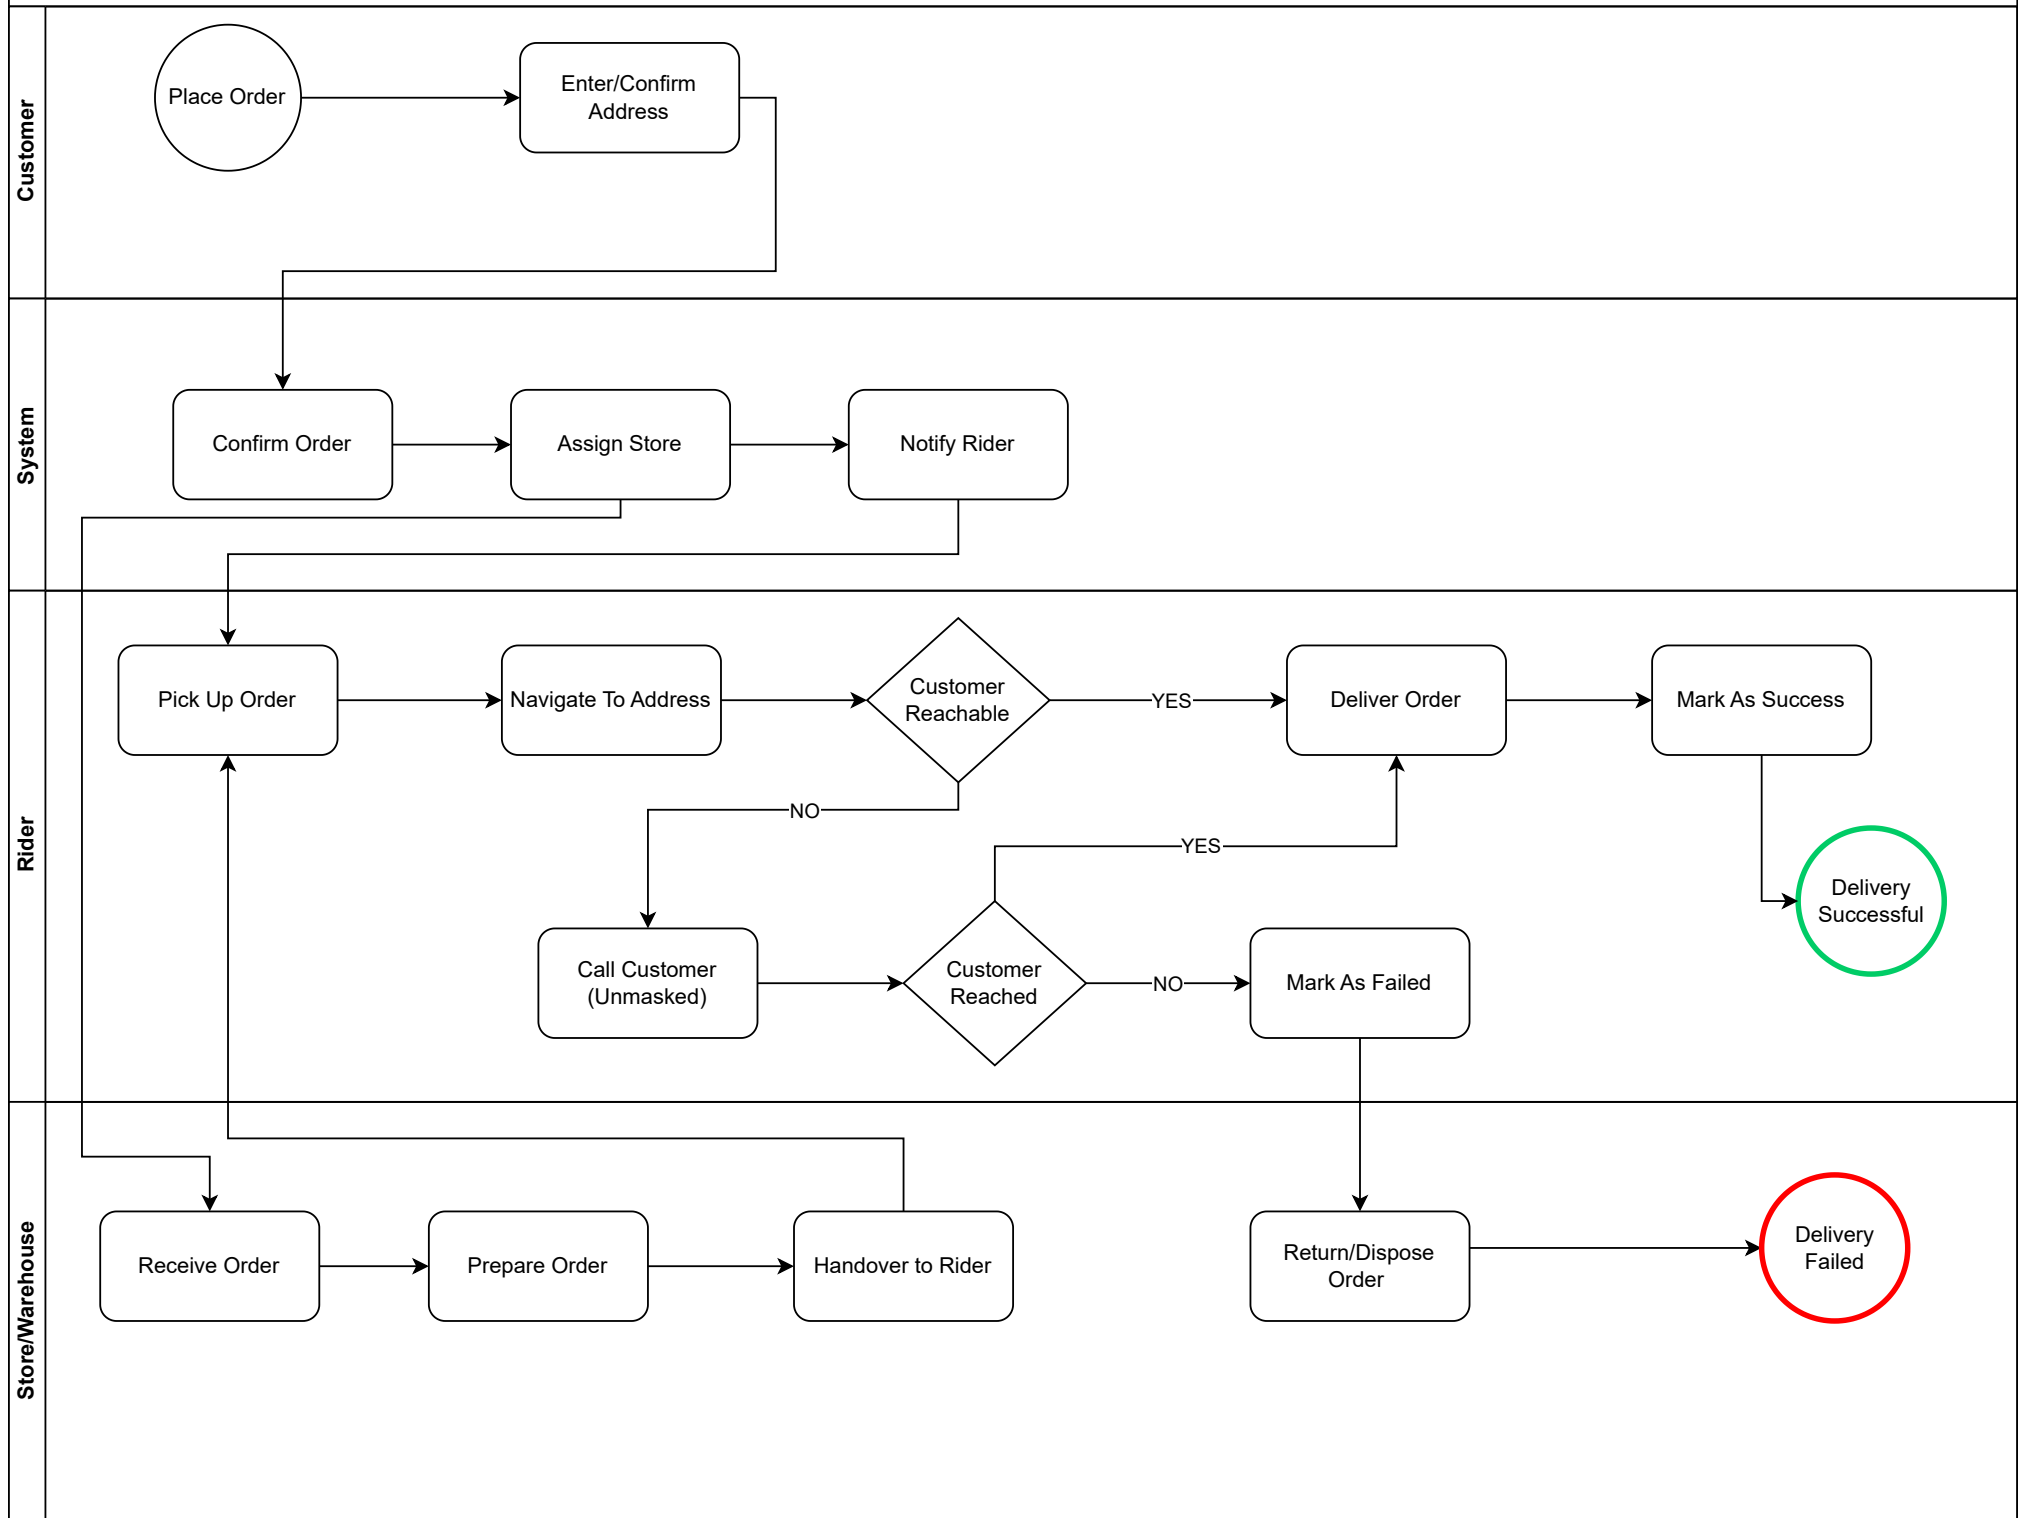 Customer
Place Order
Enter/Confirm
Address
System
Confirm Order
Assign Store
Notify Rider
Rider
Pick Up Order
Navigate To Address
Customer
Reachable
YES
Deliver Order
Mark As Success
NO
YES
Delivery
Successful
Call Customer
(Unmasked)
Customer
Reached
NO
Mark As Failed
Store/Warehouse
Receive Order
Prepare Order
Handover to Rider
Return/Dispose
Order
Delivery
Failed